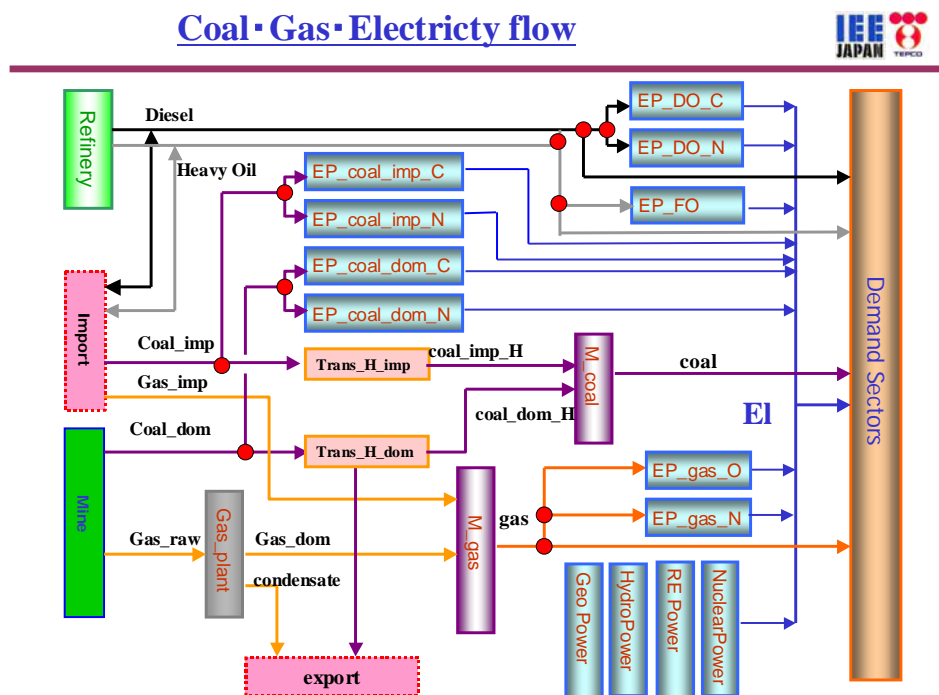 Coal・Gas・Electricty flow
IEE
JAPAN
TEPCO
Refinery
Diesel
Heavy Oil
EP_DO_C
EP_DO_N
EP_coal_imp_C
EP_FO
EP_coal_imp_N
EP_coal_dom_C
EP_coal_dom_N
Import
Demand Sectors
Coal_imp
Trans_H_imp
coal_imp_H
M_coal
coal
Gas_imp
coal_dom_H
El
Coal_dom
Trans_H_dom
Mine
EP_gas_O
M_gas
gas
EP_gas_N
Gas_raw
Gas_plant
Gas_dom
condensate
Geo Power
HydroPower
RE Power
NuclearPower
export